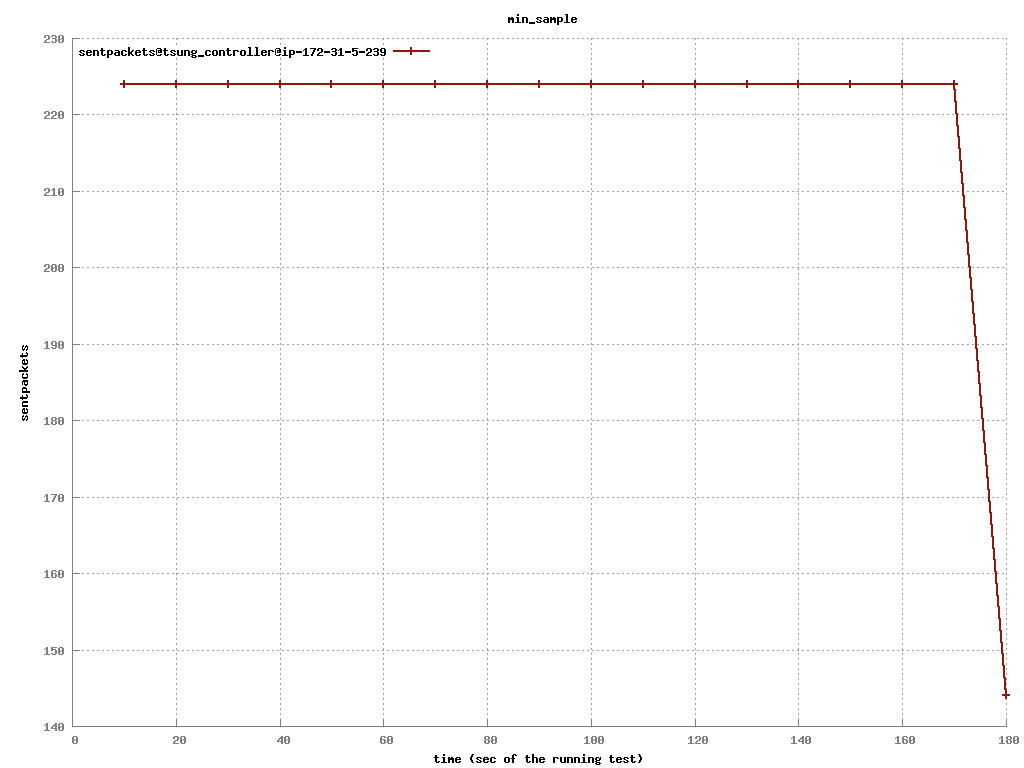 min_sample
sentpackets@tsung_controller@ip-172-31-5-239
230
220
210
200
190
180
170
160
150
140
sentpackets
0 20 40 60 80 100 120 140 160 180
time (sec of the running test)